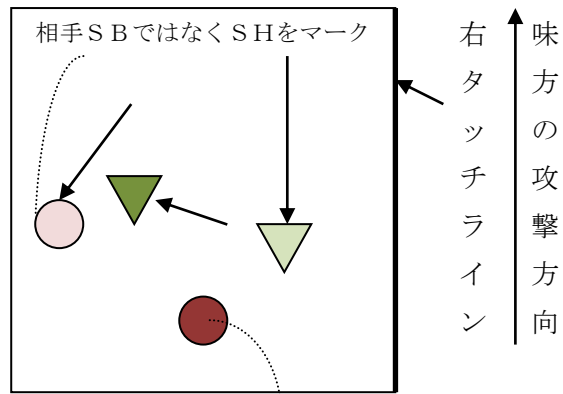 相手ＳＢではなくＳＨをマーク
味方の攻撃方向
右タッチライン